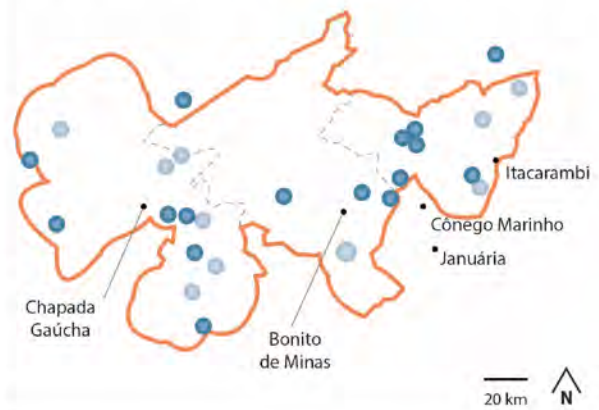 Itacarambi
Cônego Marinho
Januária
Chapada
Gaúcha
Bonito
de Minas
20 km
N